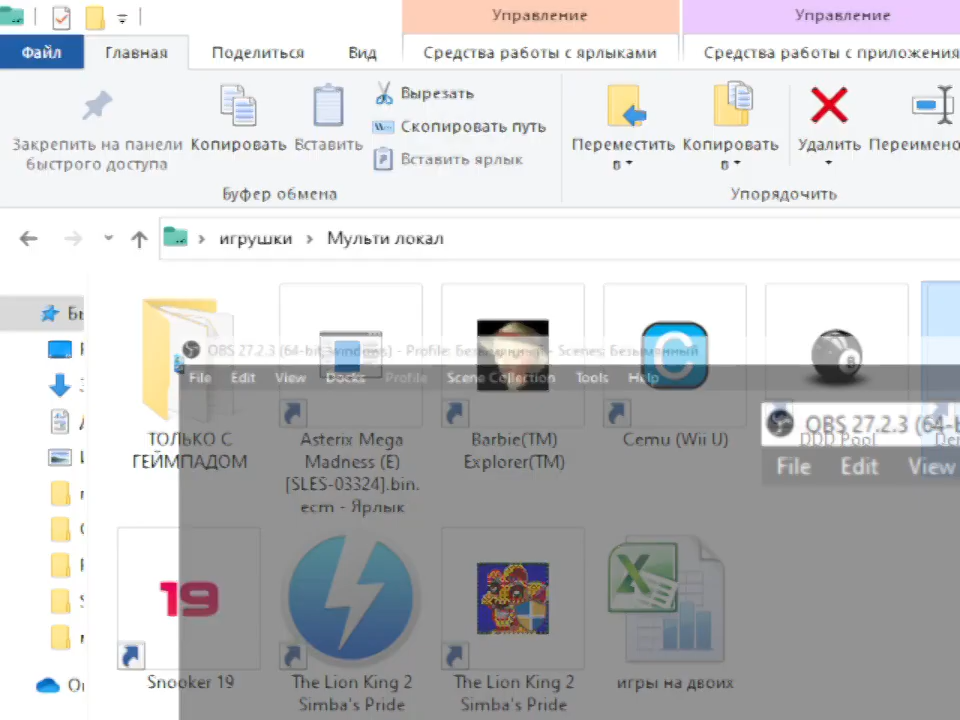 Управление
Управление
Файл
Главная
Поделиться
Вид
Средства работы с ярлыками
Средства работы с приложения
Закрепить на панели
быстрого доступа
Копировать
Вставить
Вырезать
Скопировать путь
Вставить ярлык
Буфер обмена
Переместить
в
Копировать
в
Удалить
Переимено
Упорядочить
игрушки › Мульти локал
Бы
OBS 27.2.3 (64-bit, windows) - Profile: Безымянный - Scenes: Безымянный
File Edit View Docks Profile Scene Collection Tools Help
ТОЛЬКО С
ГЕЙМПАДОМ
Asterix Mega
Madness (E)
[SLES-03324].bin.
ecm - Ярлык
Barbie(TM)
Explorer(TM)
Cemu (Wii U)
OBS 27.2.3 (64-b
DDD Pool
File Edit View
19
Snooker 19
The Lion King 2
Simba's Pride
The Lion King 2
Simba's Pride
игры на двоих